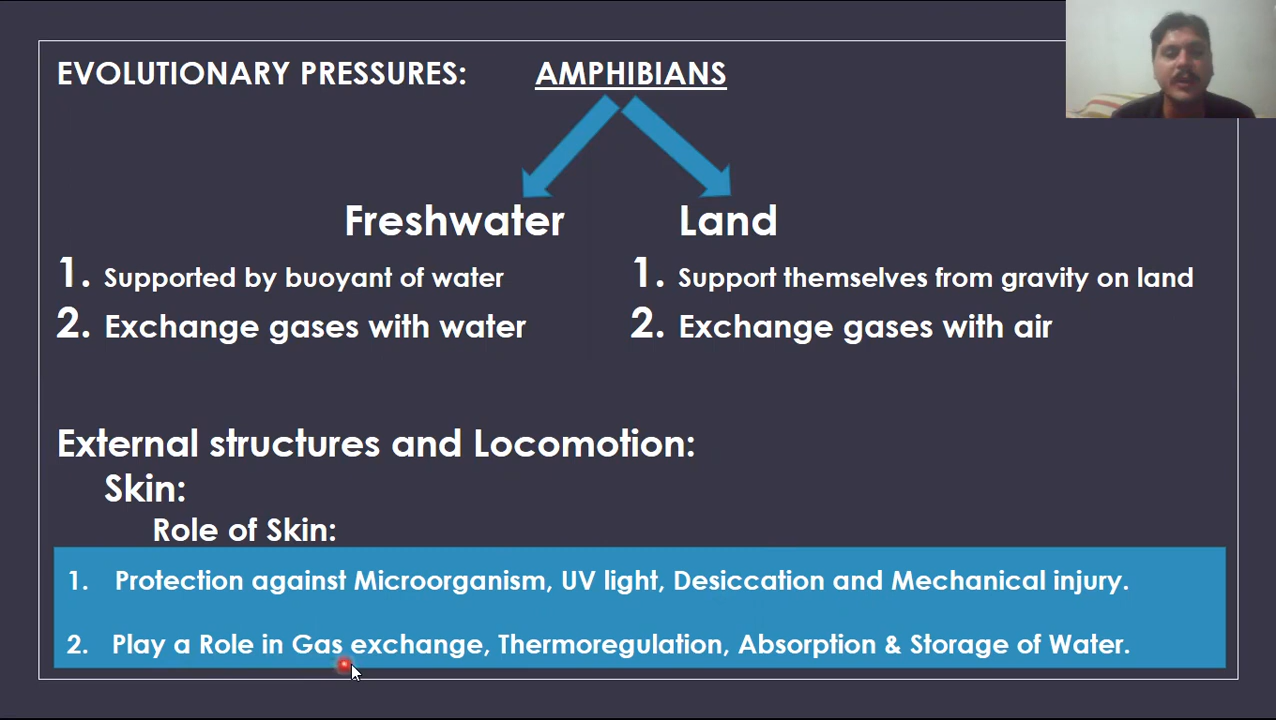 EVOLUTIONARY PRESSURES: AMPHIBIANS
Freshwater
1. Supported by buoyant of water
2. Exchange gases with water
Land
1. Support themselves from gravity on land
2. Exchange gases with air
External structures and Locomotion:
Skin:
Role of Skin:
1. Protection against Microorganism, UV light, Desiccation and Mechanical injury.
2. Play a Role in Gas exchange, Thermoregulation, Absorption & Storage of Water.